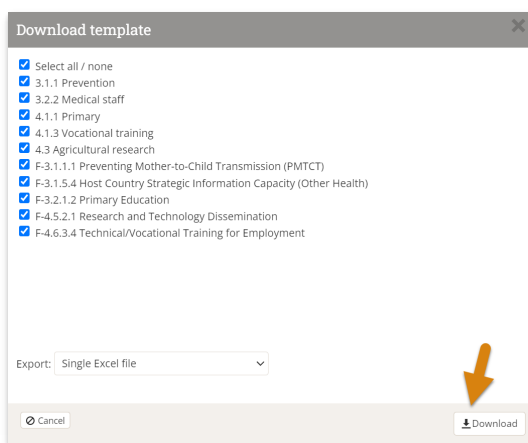 Download template
Select all / none
3.1.1 Prevention
3.2.2 Medical staff
4.1.1 Primary
4.1.3 Vocational training
4.3 Agricultural research
F-3.1.1.1 Preventing Mother-to-Child Transmission (PMTCT)
F-3.1.5.4 Host Country Strategic Information Capacity (Other Health)
F-3.2.1.2 Primary Education
F-4.5.2.1 Research and Technology Dissemination
F-4.6.3.4 Technical/Vocational Training for Employment
Export: Single Excel file
Cancel Download